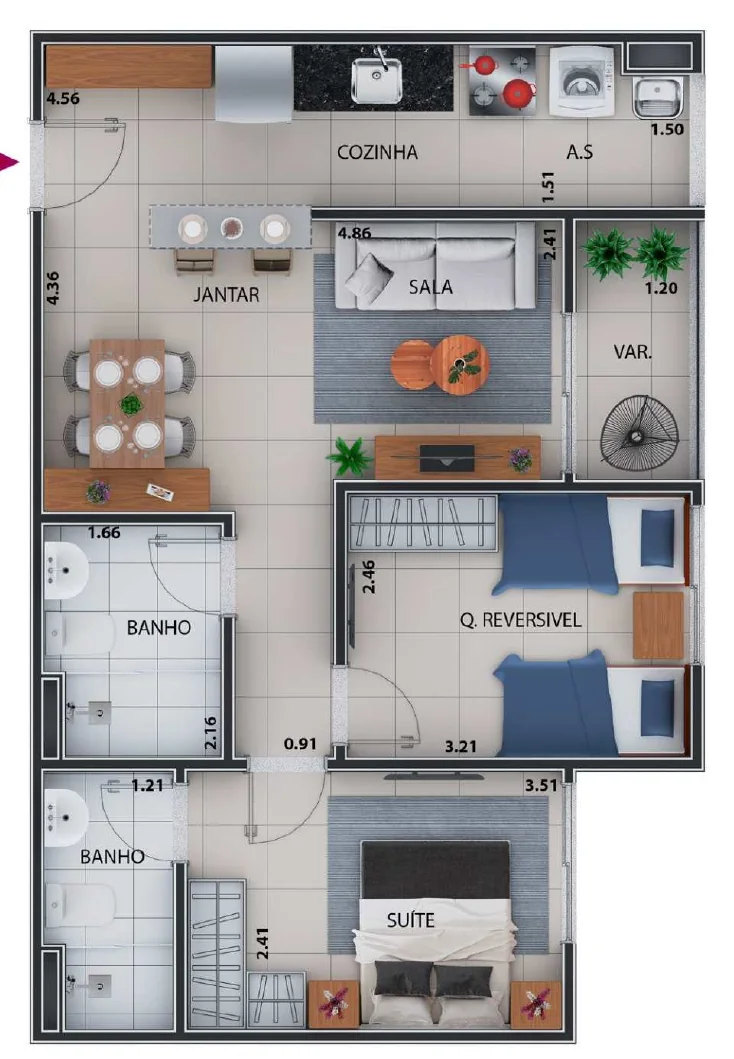 4.56
COZINHA
A.S
1.50
1.51
4.86
2.41
4.36
JANTAR
SALA
1.20
VAR.
1.66
BANHO
2.16
2.46
Q. REVERSIVEL
0.91
3.21
1.21
3.51
BANHO
2.41
SUÍTE